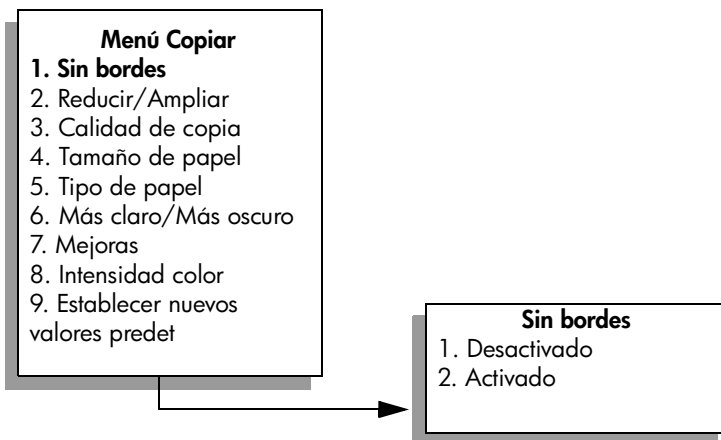 Menú Copiar
1. Sin bordes
2. Reducir/Ampliar
3. Calidad de copia
4. Tamaño de papel
5. Tipo de papel
6. Más claro/Más oscuro
7. Mejoras
8. Intensidad color
9. Establecer nuevos
valores predet
Sin bordes
1. Desactivado
2. Activado